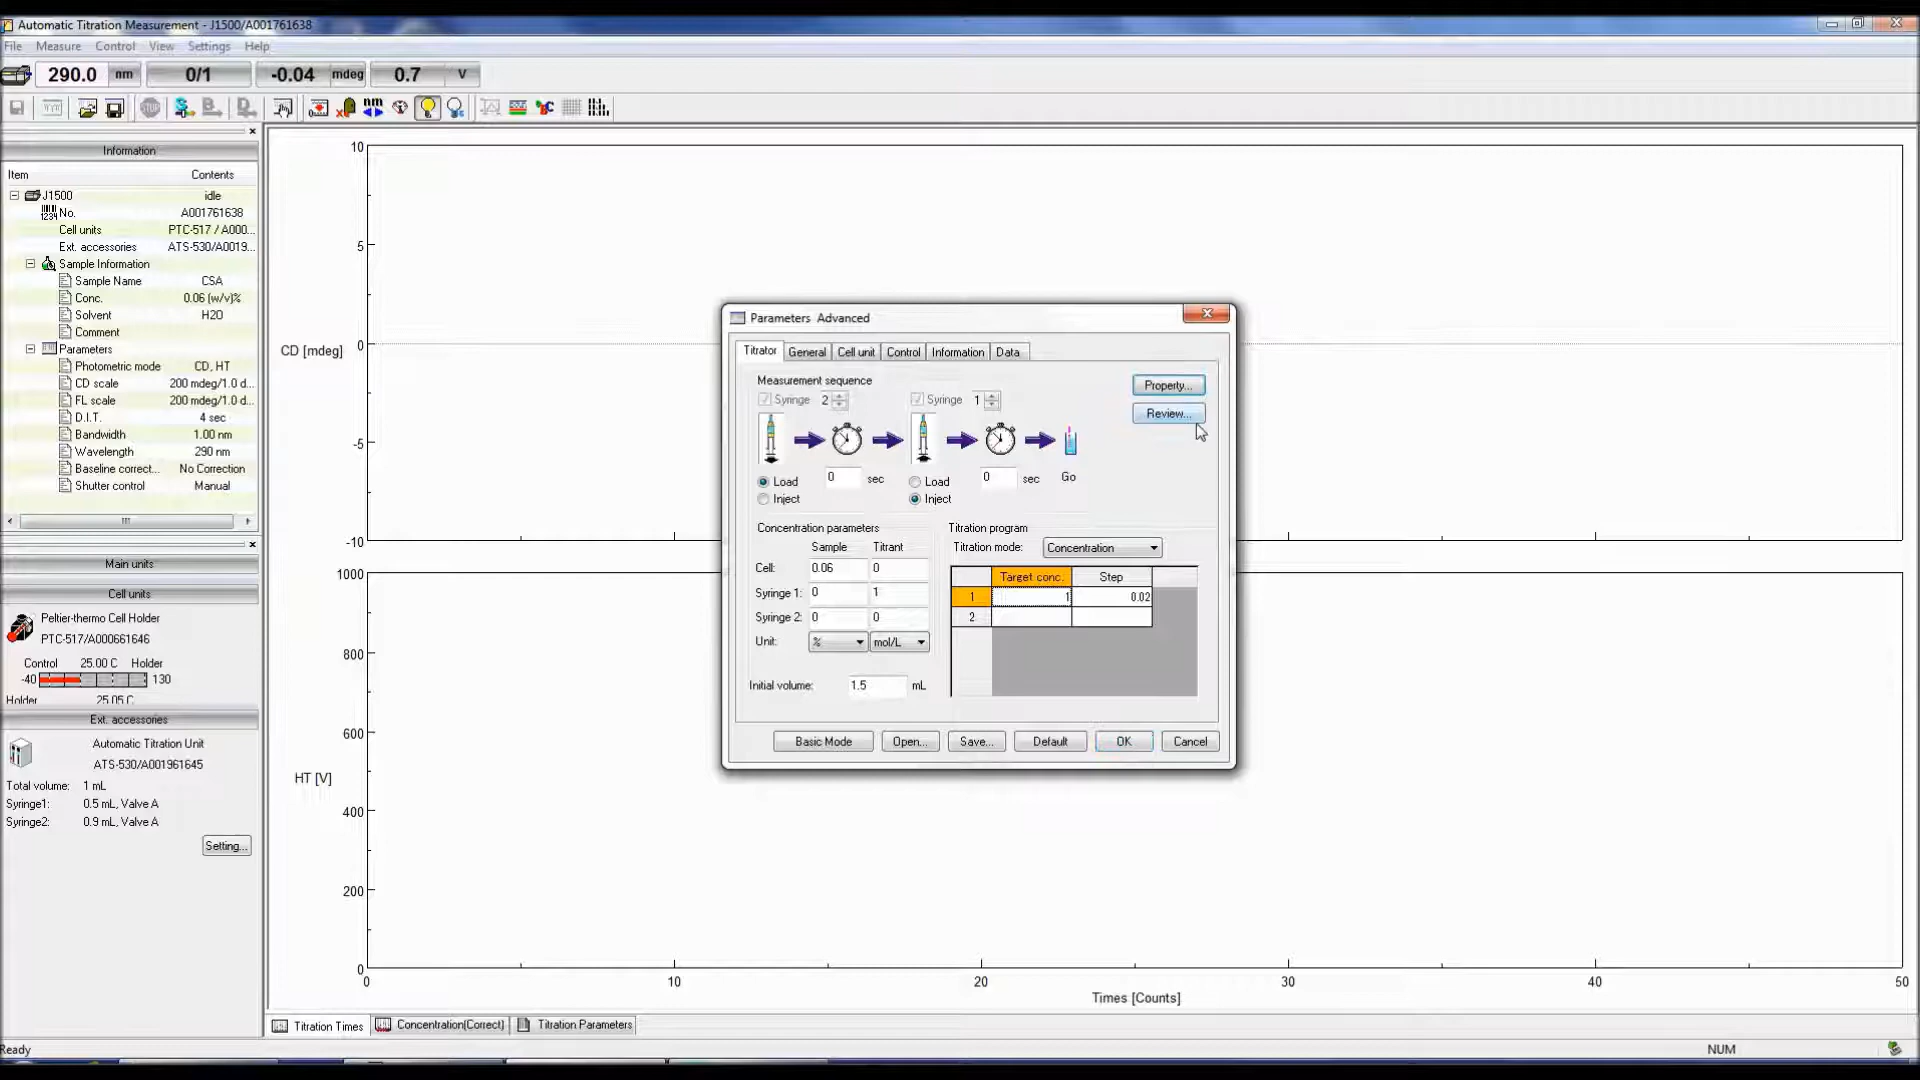 Automatic Titration Measurement - J1500/A001761638
File Measure Control View Settings Help
290.0 nm 0/1 -0.04 mdeg 0.7 V
Information
Item Contents
J1500 idle
No. A001761638
Cell units PTC-517 / A000...
Ext. accessories ATS-530/A0019...
Sample Information
Sample Name CSA
Conc. 0.06 (w/v)%
Solvent H2O
Comment
Parameters
Photometric mode CD, HT
CD scale 200 mdeg/1.0 d...
FL scale 200 mdeg/1.0 d...
D.I.T. 4 sec
Bandwidth 1.00 nm
Wavelength 290 nm
Baseline correct... No Correction
Shutter control Manual
Main units
Cell units
Peltier-thermo Cell Holder
PTC-517/A000661646
Control 25.00 C Holder
-40 130
Holder 25.05 C
Ext. accessories
Automatic Titration Unit
ATS-530/A001961645
Total volume: 1 mL
Syringe1: 0.5 mL, Valve A
Syringe2: 0.9 mL, Valve A
Setting...
10
5
CD [mdeg] 0
-5
-10
1000
800
600
HT [V]
400
200
0
0 10 20 30 40 50
Times [Counts]
Parameters Advanced
Titrator General Cell unit Control Information Data
Measurement sequence
Syringe 2 Syringe 1
Property...
Review...
Load 0 sec Load 0 sec Go
Inject Inject
Concentration parameters
Sample Titrant
Cell: 0.06 0
Syringe 1: 0 1
Syringe 2: 0 0
Unit: % mol/L
Initial volume: 1.5 mL
Titration program
Titration mode: Concentration
Target conc. Step
1 1 0.02
2
Basic Mode Open... Save... Default OK Cancel
Titration Times Concentration(Correct) Titration Parameters
Ready NUM